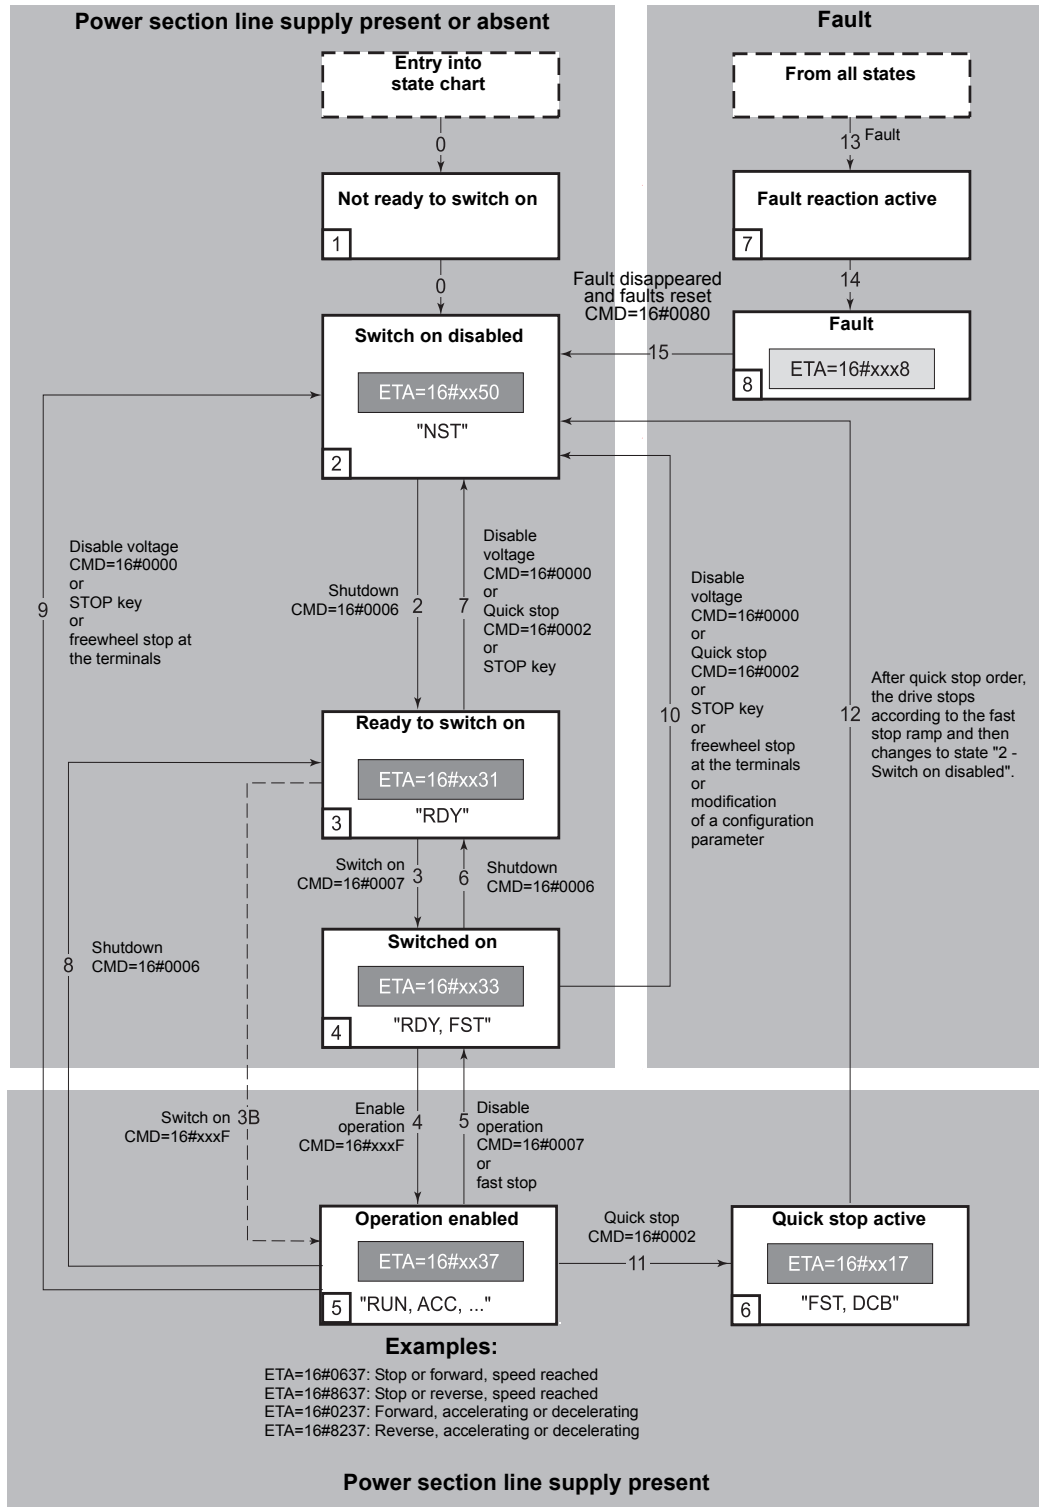 Power section line supply present or absent
Fault
Entry into
state chart
From all states
0
13 Fault
Not ready to switch on
1
Fault reaction active
7
0
14
Fault disappeared
and faults reset
CMD=16#0080
15
Switch on disabled
ETA=16#xx50
"NST"
2
Fault
ETA=16#xxx8
8
Disable voltage
CMD=16#0000
or
STOP key
or
freewheel stop at
the terminals
9
Shutdown
CMD=16#0006
2
7
Disable
voltage
CMD=16#0000
or
Quick stop
CMD=16#0002
or
STOP key
10
Disable
voltage
CMD=16#0000
or
Quick stop
CMD=16#0002
or
STOP key
or
freewheel stop
at the terminals
or
modification
of a configuration
parameter
12
After quick stop order,
the drive stops
according to the fast
stop ramp and then
changes to state "2 -
Switch on disabled".
Ready to switch on
ETA=16#xx31
"RDY"
3
Switch on
CMD=16#0007
3
6
Shutdown
CMD=16#0006
8
Shutdown
CMD=16#0006
Switched on
ETA=16#xx33
"RDY, FST"
4
Switch on
CMD=16#xxxF
3B
Enable
operation
CMD=16#xxxF
4
5
Disable
operation
CMD=16#0007
or
fast stop
Operation enabled
ETA=16#xx37
"RUN, ACC, ..."
5
Quick stop
CMD=16#0002
11
Quick stop active
ETA=16#xx17
"FST, DCB"
6
Examples:
ETA=16#0637: Stop or forward, speed reached
ETA=16#8637: Stop or reverse, speed reached
ETA=16#0237: Forward, accelerating or decelerating
ETA=16#8237: Reverse, accelerating or decelerating
Power section line supply present